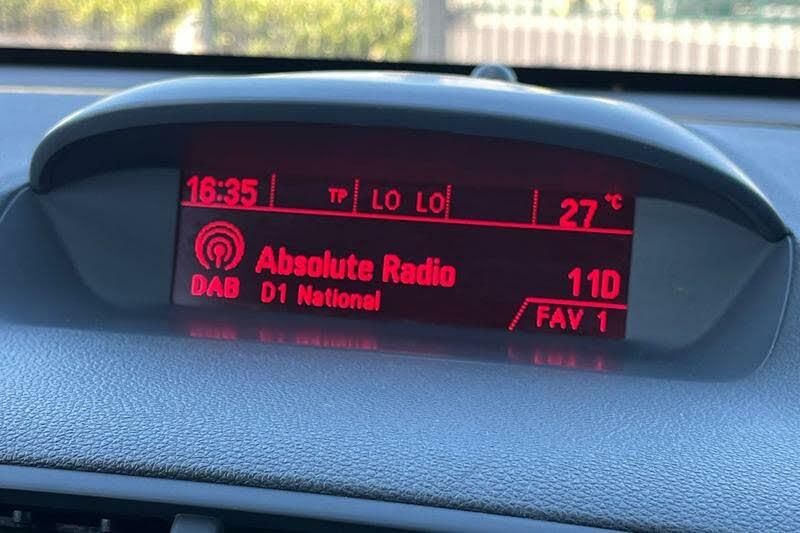 16:35 TP LO LO 27 °C
Absolute Radio 11D
DAB D1 National
FAV 1